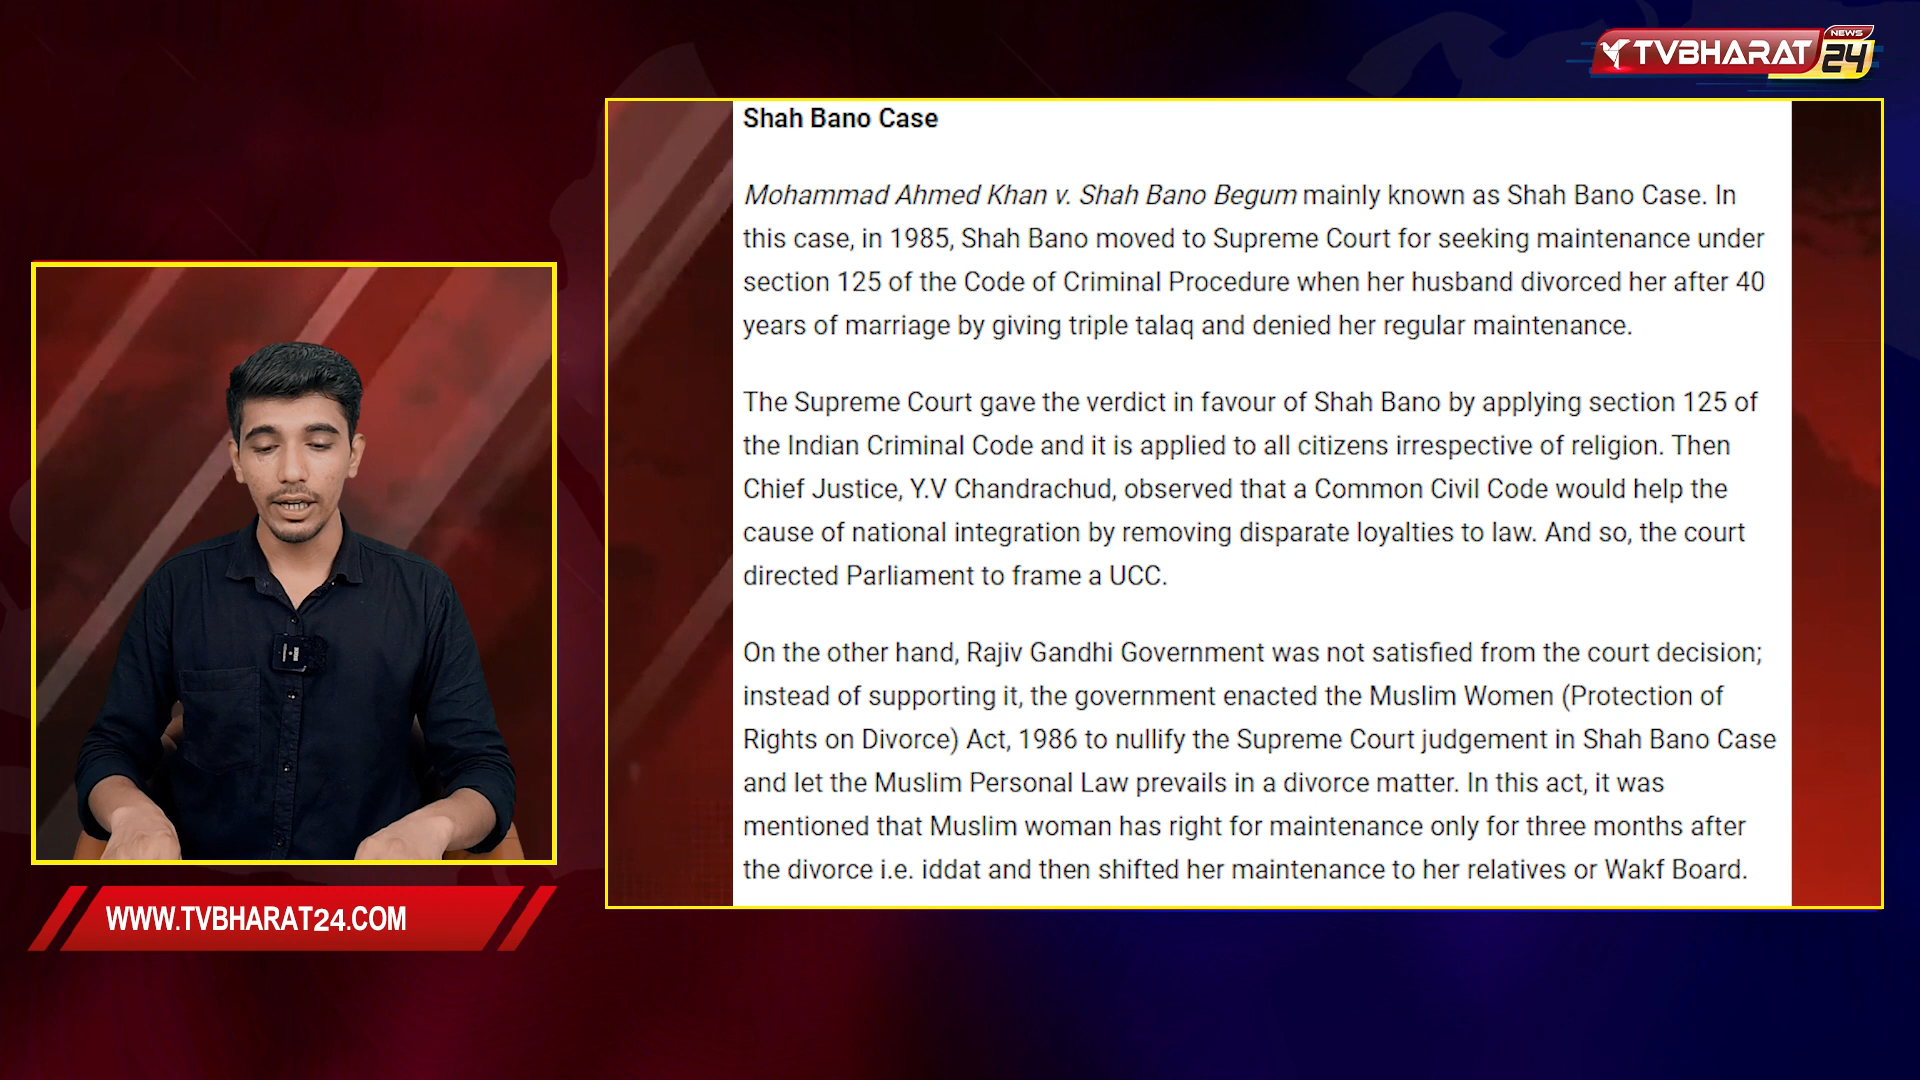 TVBHARAT NEWS 24
Shah Bano Case
Mohammad Ahmed Khan v. Shah Bano Begum mainly known as Shah Bano Case. In
this case, in 1985, Shah Bano moved to Supreme Court for seeking maintenance under
section 125 of the Code of Criminal Procedure when her husband divorced her after 40
years of marriage by giving triple talaq and denied her regular maintenance.
The Supreme Court gave the verdict in favour of Shah Bano by applying section 125 of
the Indian Criminal Code and it is applied to all citizens irrespective of religion. Then
Chief Justice, Y.V Chandrachud, observed that a Common Civil Code would help the
cause of national integration by removing disparate loyalties to law. And so, the court
directed Parliament to frame a UCC.
On the other hand, Rajiv Gandhi Government was not satisfied from the court decision;
instead of supporting it, the government enacted the Muslim Women (Protection of
Rights on Divorce) Act, 1986 to nullify the Supreme Court judgement in Shah Bano Case
and let the Muslim Personal Law prevails in a divorce matter. In this act, it was
mentioned that Muslim woman has right for maintenance only for three months after
the divorce i.e. iddat and then shifted her maintenance to her relatives or Wakf Board.
WWW.TVBHARAT24.COM